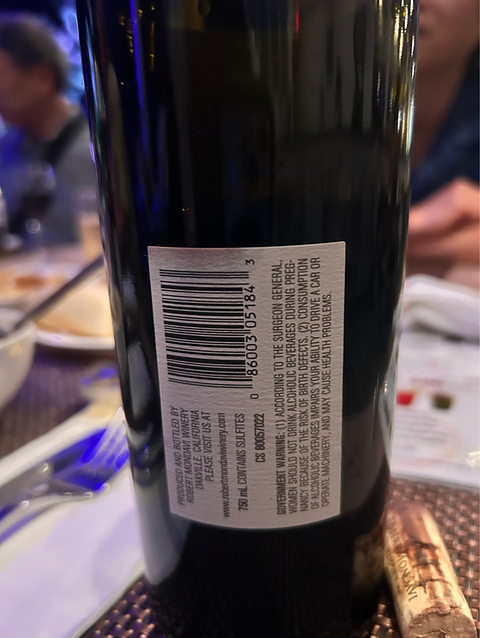 0 86003 05184 3
PRODUCED AND BOTTLED BY
ROBERT MONDAVI WINERY
OAKVILLE, CALIFORNIA
PLEASE VISIT US AT
www.robertmondaviwinery.com
750 mL CONTAINS SULFITES
CS 80057022
GOVERNMENT WARNING: (1) ACCORDING TO THE SURGEON GENERAL,
WOMEN SHOULD NOT DRINK ALCOHOLIC BEVERAGES DURING PREG-
NANCY BECAUSE OF THE RISK OF BIRTH DEFECTS. (2) CONSUMPTION
OF ALCOHOLIC BEVERAGES IMPAIRS YOUR ABILITY TO DRIVE A CAR OR
OPERATE MACHINERY, AND MAY CAUSE HEALTH PROBLEMS.
MONDAVI